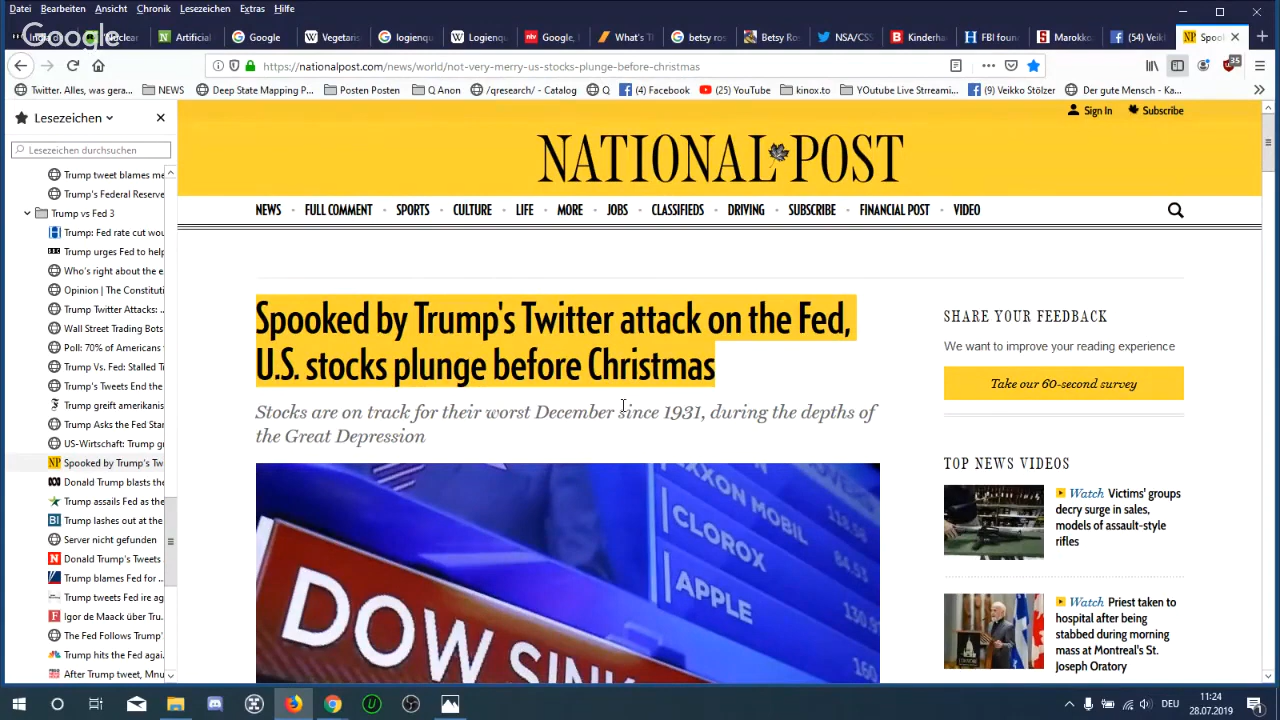 Datei Bearbeiten Ansicht Chronik Lesezeichen Extras Hilfe
Google
Artificial
Google
Vegetaris
logienqu
Logienqu
Google,
What's T
betsy ros
Betsy Ros
NSA/CSS
Kinderha
FBI foun
Marokko
(54) Veik
Spook
https://nationalpost.com/news/world/not-very-merry-us-stocks-plunge-before-christmas
35
Twitter. Alles, was gera...
NEWS
Deep State Mapping P...
Posten Posten
Q Anon
/qresearch/ - Catalog
Q
(4) Facebook
(25) YouTube
kinox.to
YOutube Live Strreami...
(9) Veikko Stölzer
Der gute Mensch - Ka...
Lesezeichen
Lesezeichen durchsuchen
Trump tweet blames me
Trump's Federal Reserve
Trump vs Fed 3
Trump: Fed rate cut wou
Trump urges Fed to help
Who's right about the e
Opinion | The Constituti
Trump Twitter Attacks:
Wall Street Trading Bots
Poll: 70% of Americans
Trump Vs. Fed: Stalled T
Trump's Tweets End the
Trump greift amerikanis
Trump Asks the Fed Star
US-Wirtschaft: Trump gr
NP Spooked by Trump's Tw
Donald Trump blasts the
Trump assails Fed as the
BI Trump lashes out at the
Server nicht gefunden
N Donald Trump's Tweets
Trump blames Fed for ...
Trump tweets Fed ire ag
F Igor de Maack über Tru
The Fed Follows Trump'
Trump hits the Fed agai
After Trump tweet, Mnu
Sign In Subscribe
NATIONAL POST
NEWS FULL COMMENT SPORTS CULTURE LIFE MORE JOBS CLASSIFIEDS DRIVING SUBSCRIBE FINANCIAL POST VIDEO
Spooked by Trump's Twitter attack on the Fed,
U.S. stocks plunge before Christmas
Stocks are on track for their worst December since 1931, during the depths of
the Great Depression
EXXON MOBIL
CLOROX
APPLE
DOW SINK
SHARE YOUR FEEDBACK
We want to improve your reading experience
Take our 60-second survey
TOP NEWS VIDEOS
Watch Victims' groups
decry surge in sales,
models of assault-style
rifles
Watch Priest taken to
hospital after being
stabbed during morning
mass at Montreal's St.
Joseph Oratory
DEU
11:24
28.07.2019